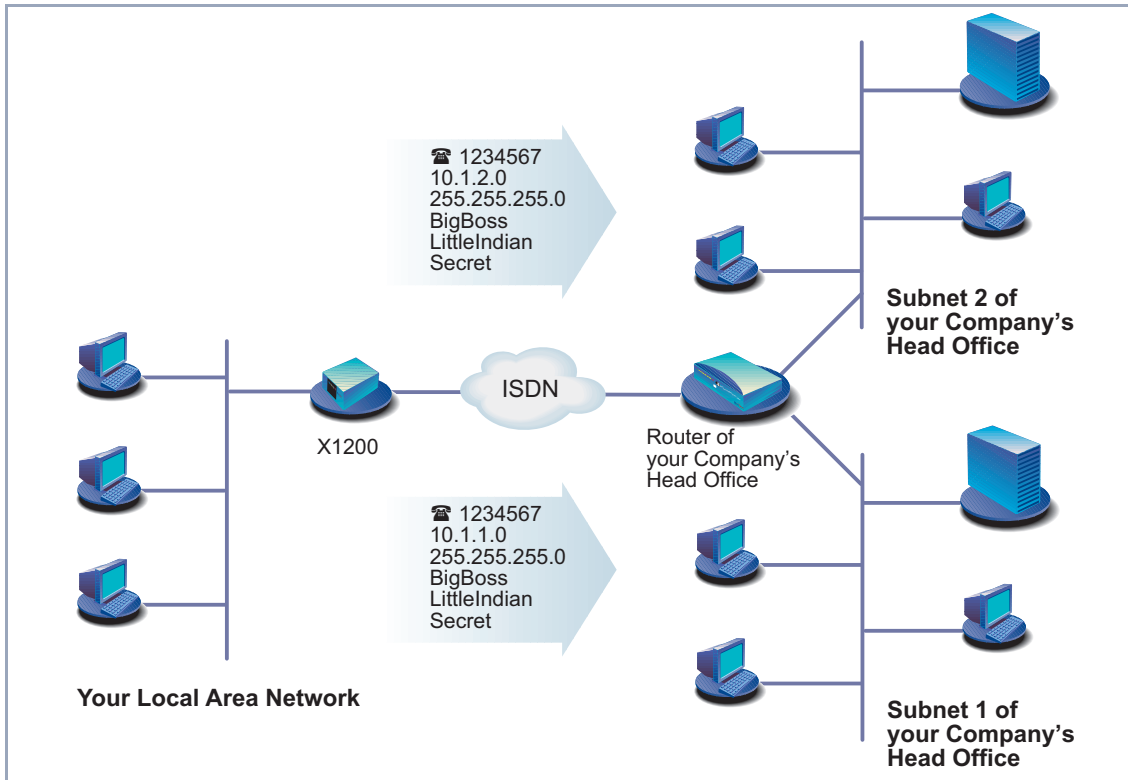 ☎ 1234567
10.1.2.0
255.255.255.0
BigBoss
LittleIndian
Secret
Subnet 2 of
your Company's
Head Office
ISDN
X1200
Router of
your Company's
Head Office
☎ 1234567
10.1.1.0
255.255.255.0
BigBoss
LittleIndian
Secret
Your Local Area Network
Subnet 1 of
your Company's
Head Office